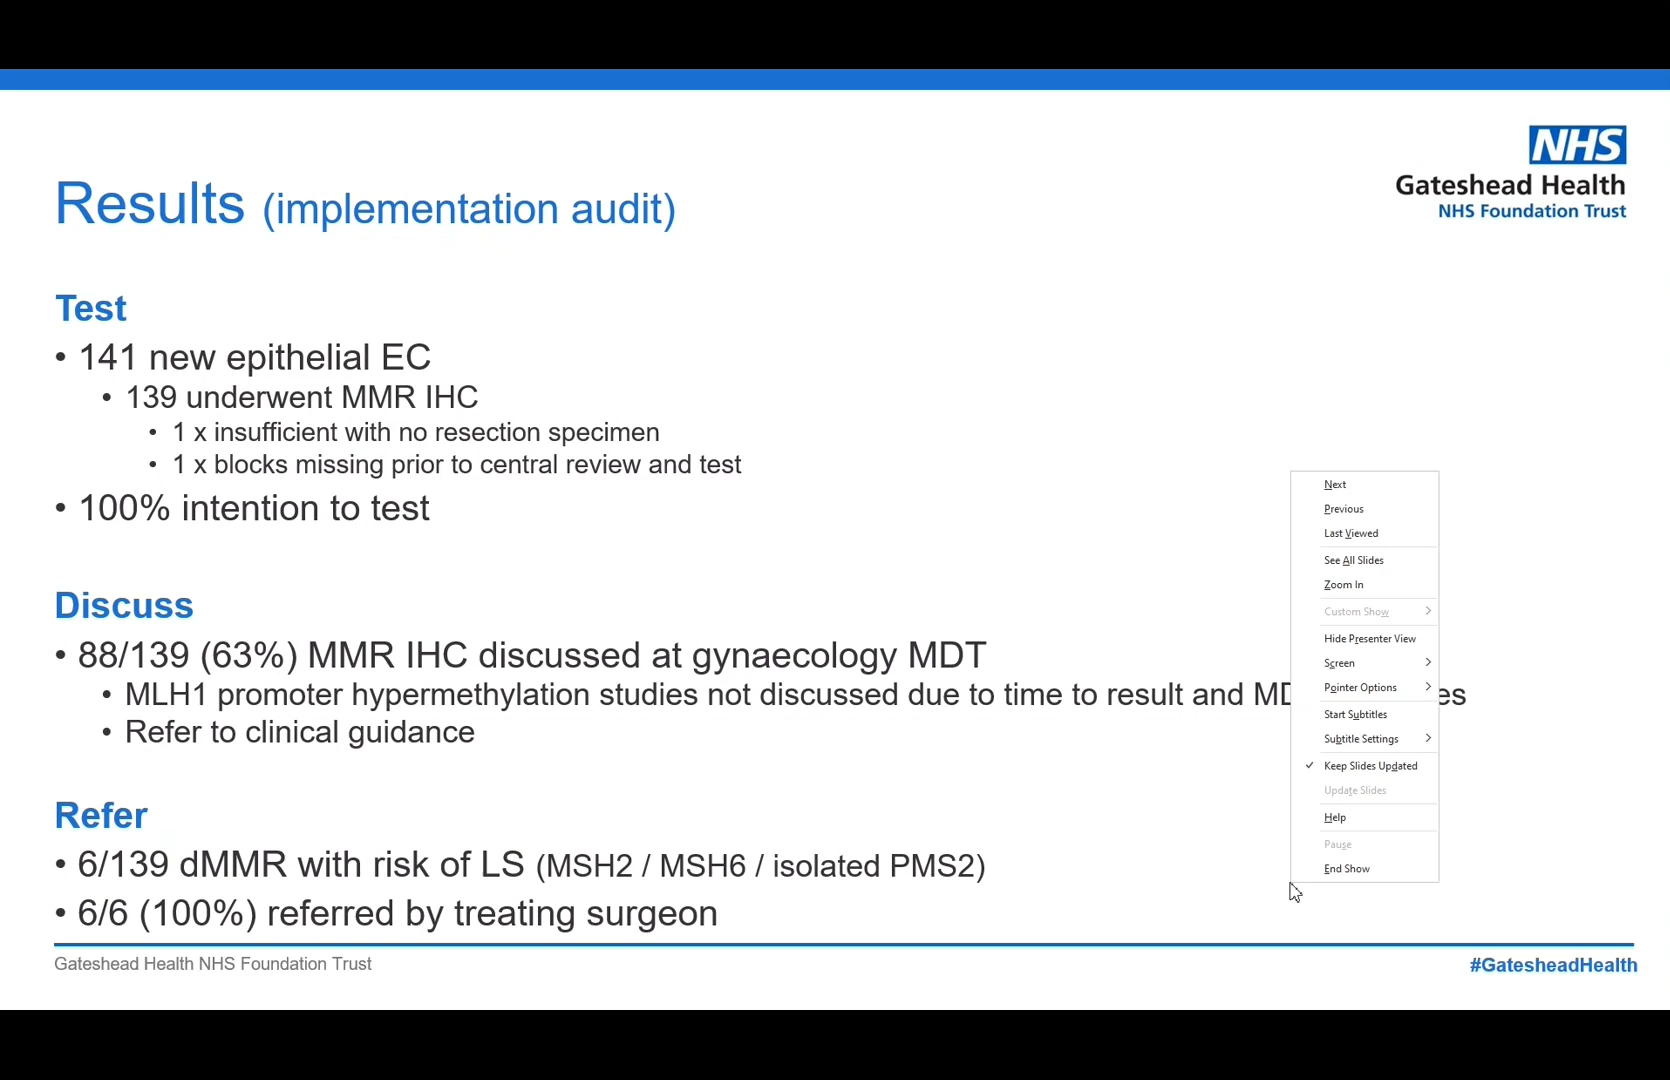 NHS
Gateshead Health
NHS Foundation Trust
Results (implementation audit)
Test
• 141 new epithelial EC
• 139 underwent MMR IHC
• 1 x insufficient with no resection specimen
• 1 x blocks missing prior to central review and test
• 100% intention to test
Discuss
• 88/139 (63%) MMR IHC discussed at gynaecology MDT
• MLH1 promoter hypermethylation studies not discussed due to time to result and
• Refer to clinical guidance
Refer
• 6/139 dMMR with risk of LS (MSH2 / MSH6 / isolated PMS2)
• 6/6 (100%) referred by treating surgeon
Next
Previous
Last Viewed
See All Slides
Zoom In
Custom Show
Hide Presenter View
Screen
Pointer Options
Start Subtitles
Subtitle Settings
Keep Slides Updated
Update Slides
Help
Pause
End Show
Gateshead Health NHS Foundation Trust
#GatesheadHealth